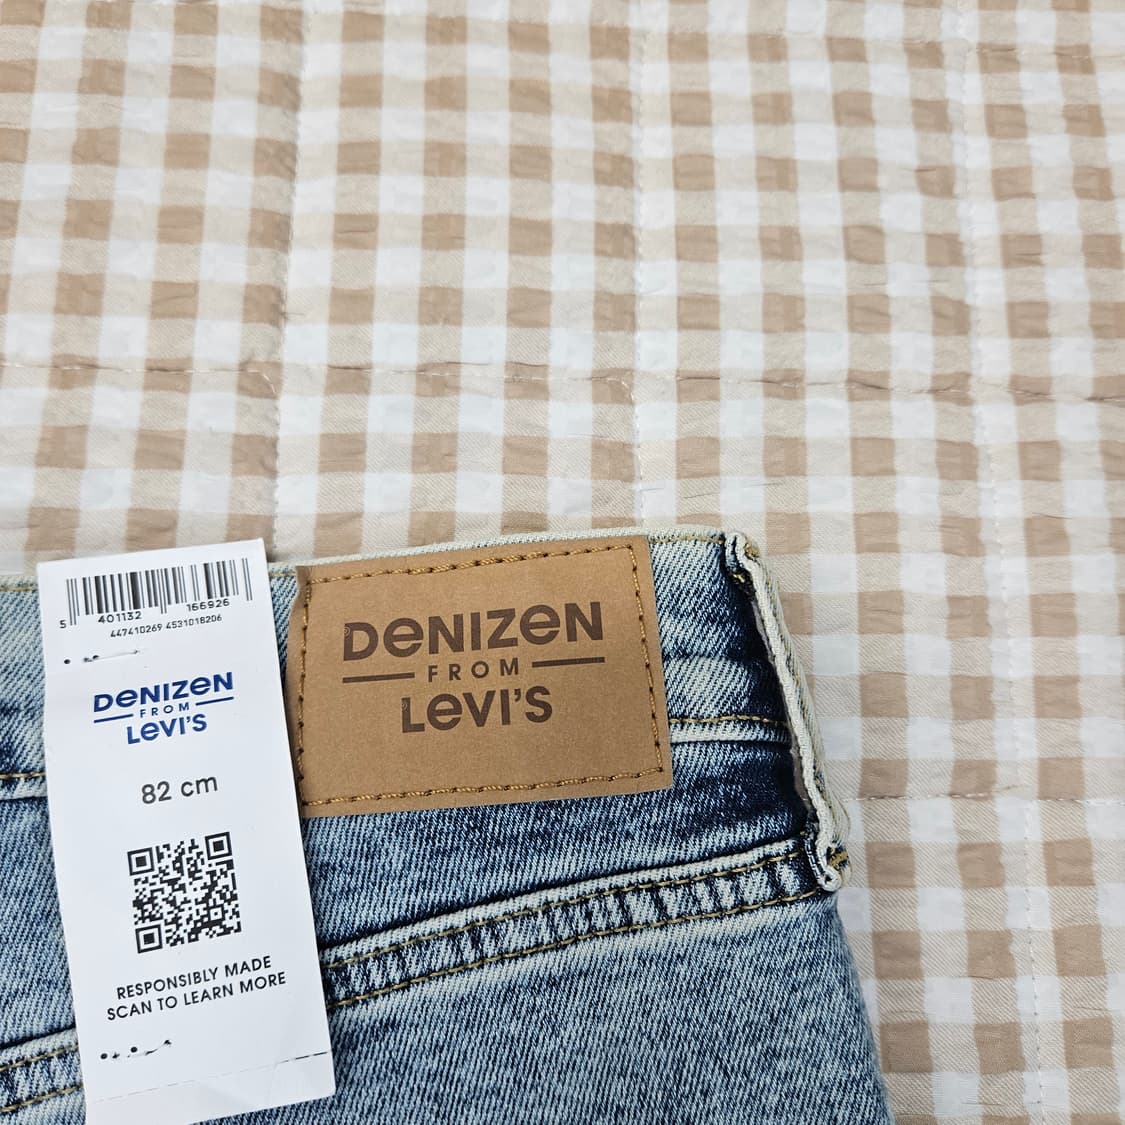 5 401132 166926
447410269 4531018206
DENIZEN
FROM
LEVI'S
82 cm
RESPONSIBLY MADE
SCAN TO LEARN MORE
DENIZEN
FROM
LEVI'S